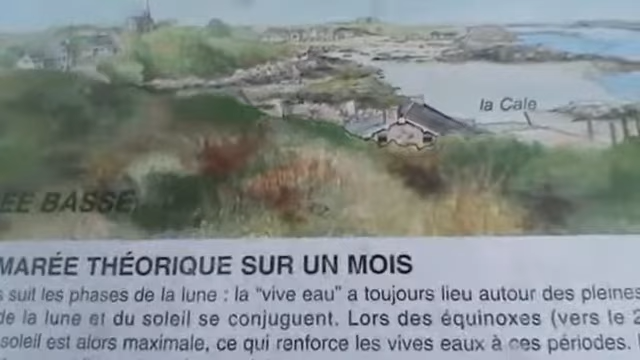 la Cale
EE BASSE
MARÉE THÉORIQUE SUR UN MOIS
s suit les phases de la lune : la "vive eau" a toujours lieu autour des pleines
de la lune et du soleil se conjuguent. Lors des équinoxes (vers le 2
soleil est alors maximale, ce qui renforce les vives eaux à ces périodes.